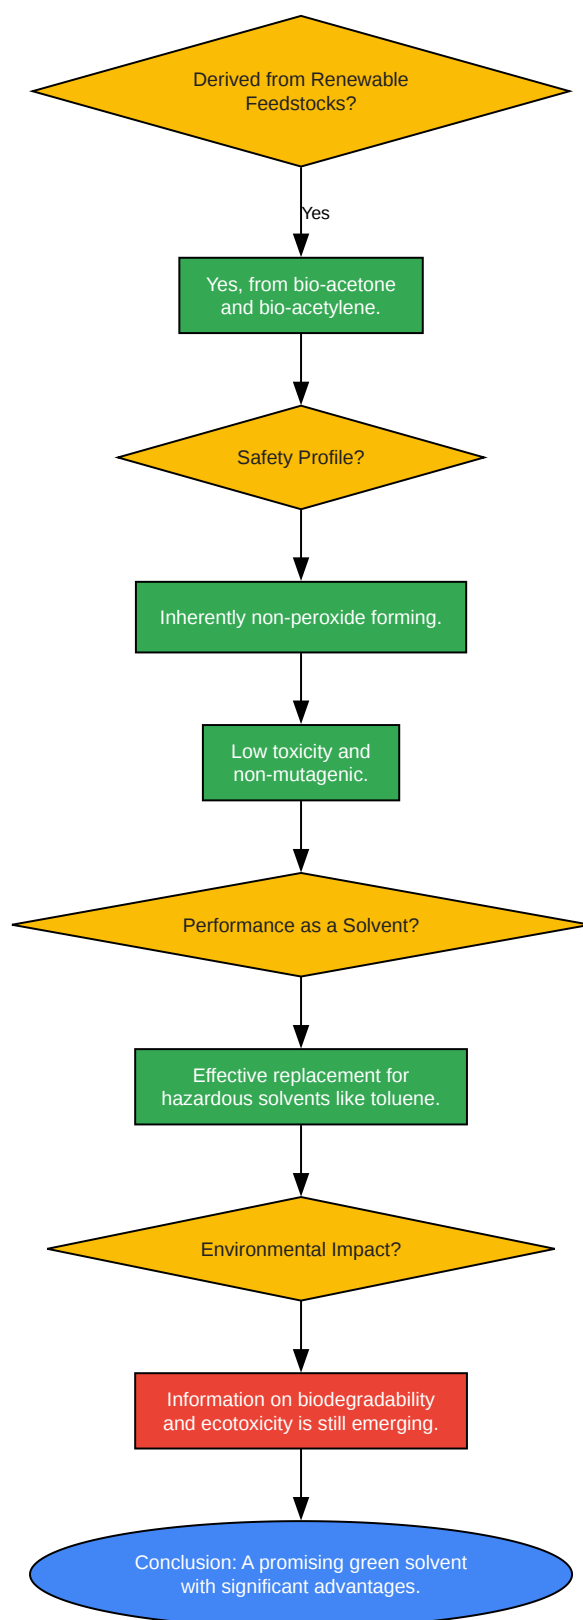 Derived from Renewable
Feedstocks?
Yes
Yes, from bio-acetone
and bio-acetylene.
Safety Profile?
Inherently non-peroxide forming.
Low toxicity and
non-mutagenic.
Performance as a Solvent?
Effective replacement for
hazardous solvents like toluene.
Environmental Impact?
Information on biodegradability
and ecotoxicity is still emerging.
Conclusion: A promising green solvent
with significant advantages.